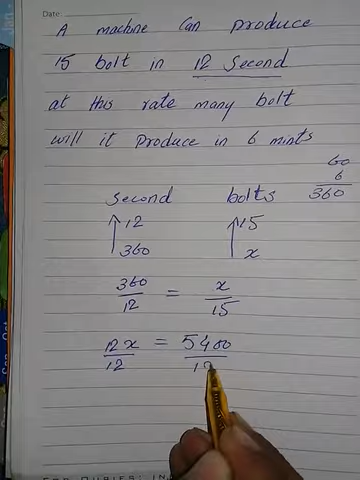 Date:
A machine can produce
15 bolt in 12 second
at this rate many bolt
will it produce in 6 mints
60
6
360
second bolts
12 15
360 x
360/12 = x/15
12x/12 = 5400/12